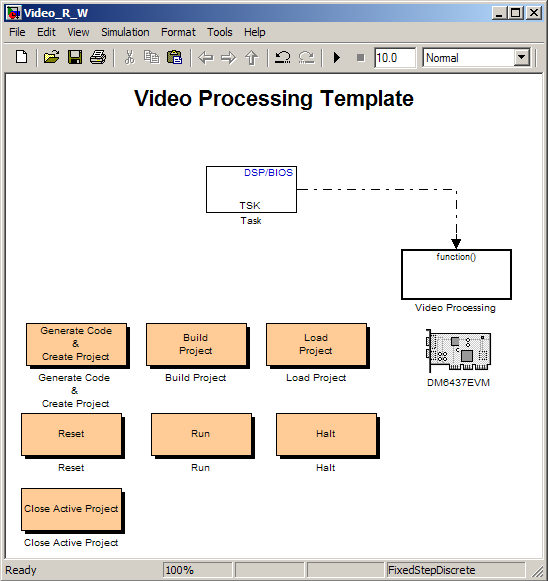 Video_R_W
File Edit View Simulation Format Tools Help
10.0 Normal
Video Processing Template
DSP/BIOS
TSK
Task
function()
Video Processing
Generate Code
&
Create Project
Build
Project
Load
Project
DM6437EVM
Generate Code
&
Create Project
Build Project
Load Project
Reset
Run
Halt
Reset
Run
Halt
Close Active Project
Close Active Project
Ready 100% FixedStepDiscrete